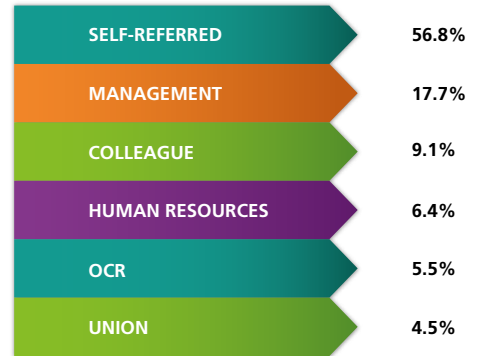 SELF-REFERRED 56.8%
MANAGEMENT 17.7%
COLLEAGUE 9.1%
HUMAN RESOURCES 6.4%
OCR 5.5%
UNION 4.5%